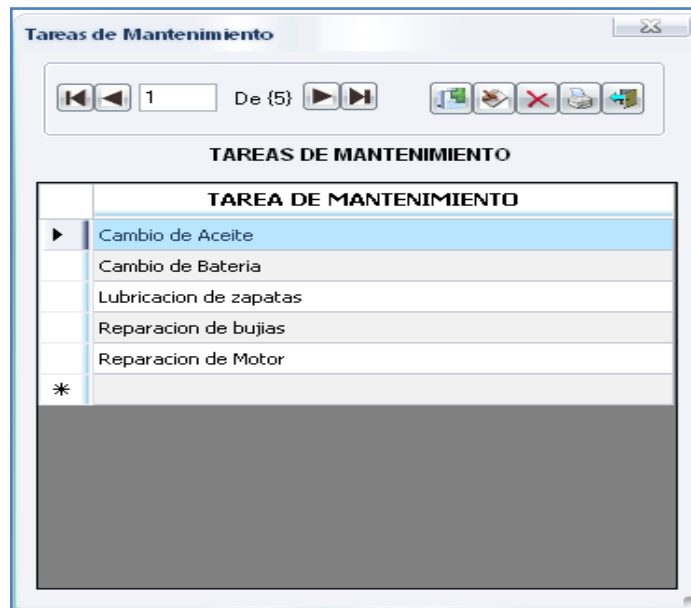 Tareas de Mantenimiento
1 De {5}
TAREAS DE MANTENIMIENTO
TAREA DE MANTENIMIENTO
Cambio de Aceite
Cambio de Bateria
Lubricacion de zapatas
Reparacion de bujias
Reparacion de Motor